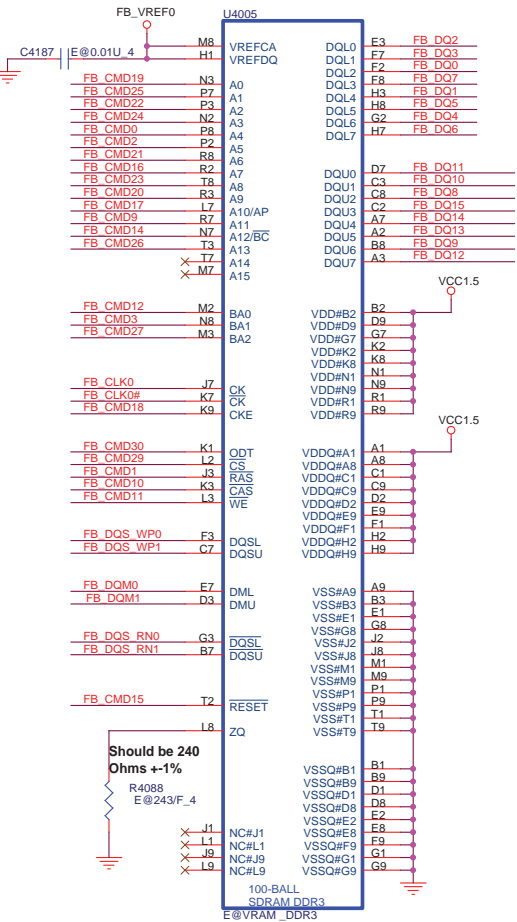 FB_VREF0
U4005
C4187 E@0.01U_4
M8 VREFCA
H1 VREFDQ
FB_CMD19 N3 A0
FB_CMD25 P7 A1
FB_CMD22 P3 A2
FB_CMD24 N2 A3
FB_CMD0 P8 A4
FB_CMD2 P2 A5
FB_CMD21 R8 A6
FB_CMD16 R2 A7
FB_CMD23 T8 A8
FB_CMD20 R3 A9
FB_CMD17 L7 A10/AP
FB_CMD9 R7 A11
FB_CMD14 N7 A12/BC
FB_CMD26 T3 A13
T7 A14
M7 A15
FB_CMD12 M2 BA0
FB_CMD3 N8 BA1
FB_CMD27 M3 BA2
FB_CLK0 J7 CK
FB_CLK0# K7 CK
FB_CMD18 K9 CKE
FB_CMD30 K1 ODT
FB_CMD29 L2 CS
FB_CMD1 J3 RAS
FB_CMD10 K3 CAS
FB_CMD11 L3 WE
FB_DQS_WP0 F3 DQSL
FB_DQS_WP1 C7 DQSU
FB_DQM0 E7 DML
FB_DQM1 D3 DMU
FB_DQS_RN0 G3 DQSL
FB_DQS_RN1 B7 DQSU
FB_CMD15 T2 RESET
L8 ZQ
Should be 240
Ohms +-1%
R4088
E@243/F_4
J1 NC#J1
L1 NC#L1
J9 NC#J9
L9 NC#L9
DQL0 E3 FB_DQ2
DQL1 F7 FB_DQ3
DQL2 F2 FB_DQ0
DQL3 F8 FB_DQ7
DQL4 H3 FB_DQ1
DQL5 H8 FB_DQ5
DQL6 G2 FB_DQ4
DQL7 H7 FB_DQ6
DQU0 D7 FB_DQ11
DQU1 C3 FB_DQ10
DQU2 C8 FB_DQ8
DQU3 C2 FB_DQ15
DQU4 A7 FB_DQ14
DQU5 A2 FB_DQ13
DQU6 B8 FB_DQ9
DQU7 A3 FB_DQ12
VCC1.5
VDD#B2 B2
VDD#D9 D9
VDD#G7 G7
VDD#K2 K2
VDD#K8 K8
VDD#N1 N1
VDD#N9 N9
VDD#R1 R1
VDD#R9 R9
VCC1.5
VDDQ#A1 A1
VDDQ#A8 A8
VDDQ#C1 C1
VDDQ#C9 C9
VDDQ#D2 D2
VDDQ#E9 E9
VDDQ#F1 F1
VDDQ#H2 H2
VDDQ#H9 H9
VSS#A9 A9
VSS#B3 B3
VSS#E1 E1
VSS#G8 G8
VSS#J2 J2
VSS#J8 J8
VSS#M1 M1
VSS#M9 M9
VSS#P1 P1
VSS#P9 P9
VSS#T1 T1
VSS#T9 T9
VSSQ#B1 B1
VSSQ#B9 B9
VSSQ#D1 D1
VSSQ#D8 D8
VSSQ#E2 E2
VSSQ#E8 E8
VSSQ#F9 F9
VSSQ#G1 G1
VSSQ#G9 G9
100-BALL
SDRAM DDR3
E@VRAM _DDR3